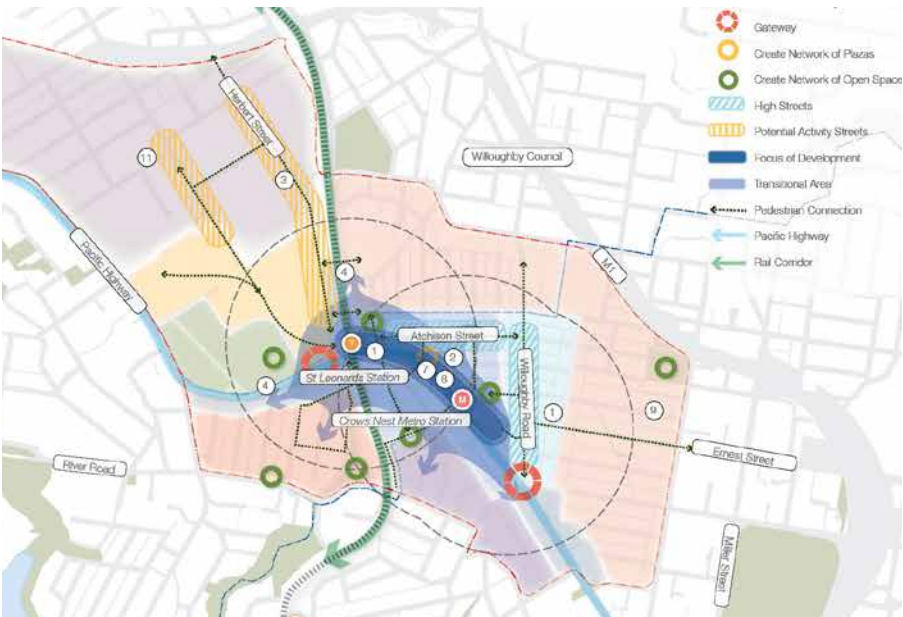 Gateway
Create Network of Plazas
Create Network of Open Space
High Streets
Potential Activity Streets
Focus of Development
Transitional Area
Pedestrian Connection
Pacific Highway
Rail Corridor
Herbert Street
Willoughby Council
11
3
Pacific Highway
M1
4
Atchison Street
T
1
2
7
8
St Leonards Station
4
M
Willoughby Road
1
9
Crows Nest Metro Station
Ernest Street
River Road
Miller Street